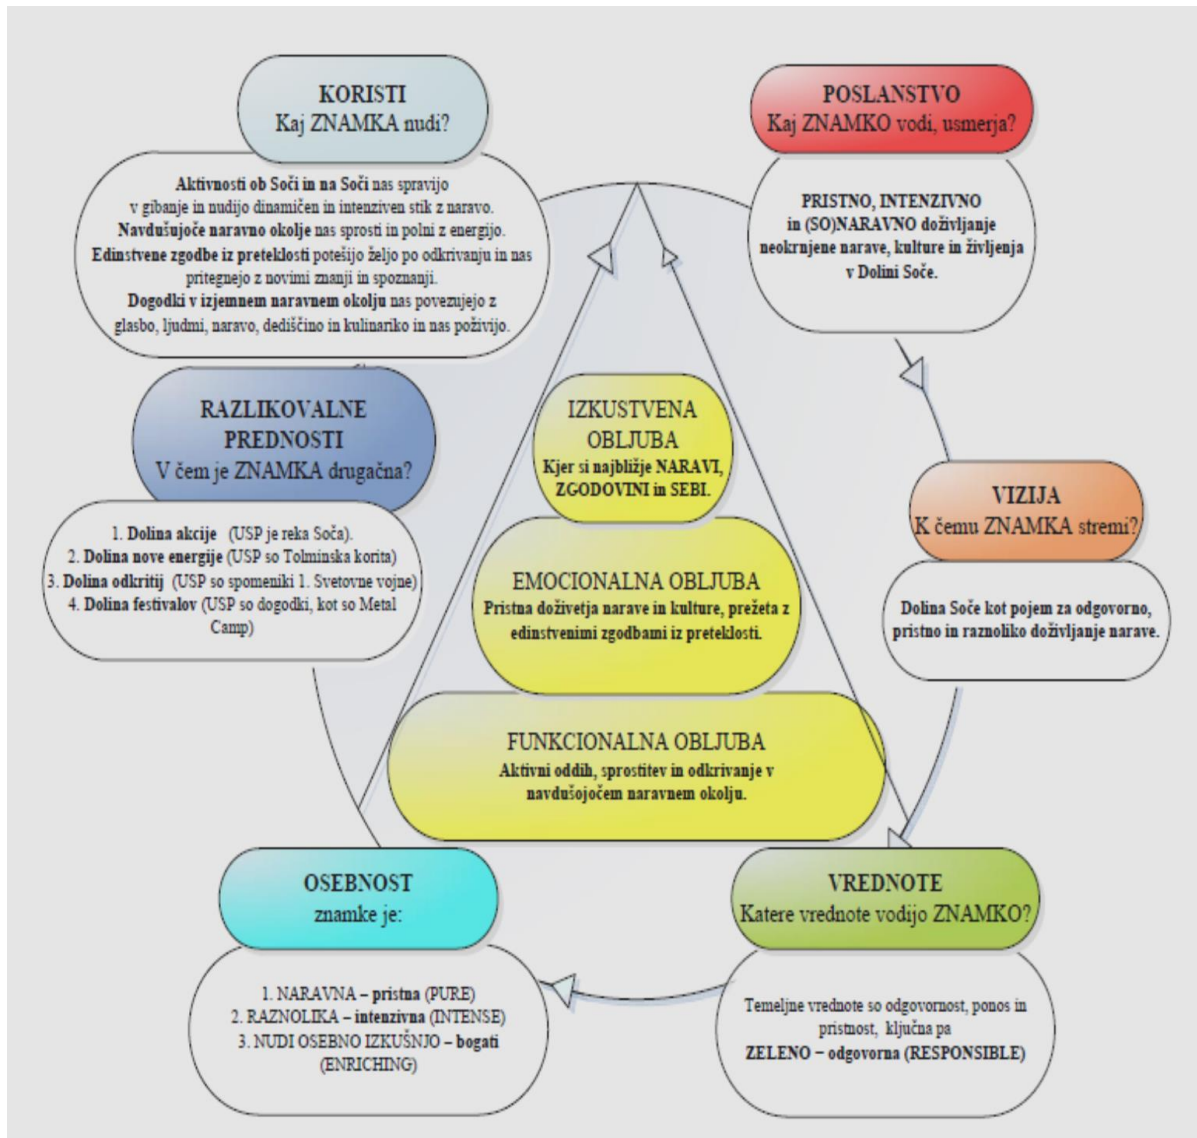 KORISTI
Kaj ZNAMKA nudi?
Aktivnosti ob Soči in na Soči nas spravijo
v gibanje in nudijo dinamičen in intenziven stik z naravo.
Navdušujoče naravno okolje nas sprosti in polni z energijo.
Edinstvene zgodbe iz preteklosti potešijo željo po odkrivanju in nas
pritegnejo z novimi znanji in spoznanji.
Dogodki v izjemnem naravnem okolju nas povezujejo z
glasbo, ljudmi, naravo, dediščino in kulinariko in nas poživijo.
POSLANSTVO
Kaj ZNAMKO vodi, usmerja?
PRISTNO, INTENZIVNO
in (SO)NARAVNO doživljanje
neokrnjene narave, kulture in življenja
v Dolini Soče.
RAZLIKOVALNE
PREDNOSTI
V čem je ZNAMKA drugačna?
1. Dolina akcije (USP je reka Soča).
2. Dolina nove energije (USP so Tolminska korita)
3. Dolina odkritij (USP so spomeniki 1. Svetovne vojne)
4. Dolina festivalov (USP so dogodki, kot so Metal
Camp)
IZKUSTVENA
OBLJUBA
Kjer si najbližje NARAVI,
ZGODOVINI in SEBI.
EMOCIONALNA OBLJUBA
Pristna doživetja narave in kulture, prežeta z
edinstvenimi zgodbami iz preteklosti.
FUNKCIONALNA OBLJUBA
Aktivni oddih, sprostitev in odkrivanje v
navdušojočem naravnem okolju.
VIZIJA
K čemu ZNAMKA stremi?
Dolina Soče kot pojem za odgovorno,
pristno in raznoliko doživljanje narave.
OSEBNOST
znamke je:
1. NARAVNA – pristna (PURE)
2. RAZNOLIKA – intenzivna (INTENSE)
3. NUDI OSEBNO IZKUŠNJO – bogati
(ENRICHING)
VREDNOTE
Katere vrednote vodijo ZNAMKO?
Temeljne vrednote so odgovornost, ponos in
pristnost, ključna pa
ZELENO – odgovorna (RESPONSIBLE)